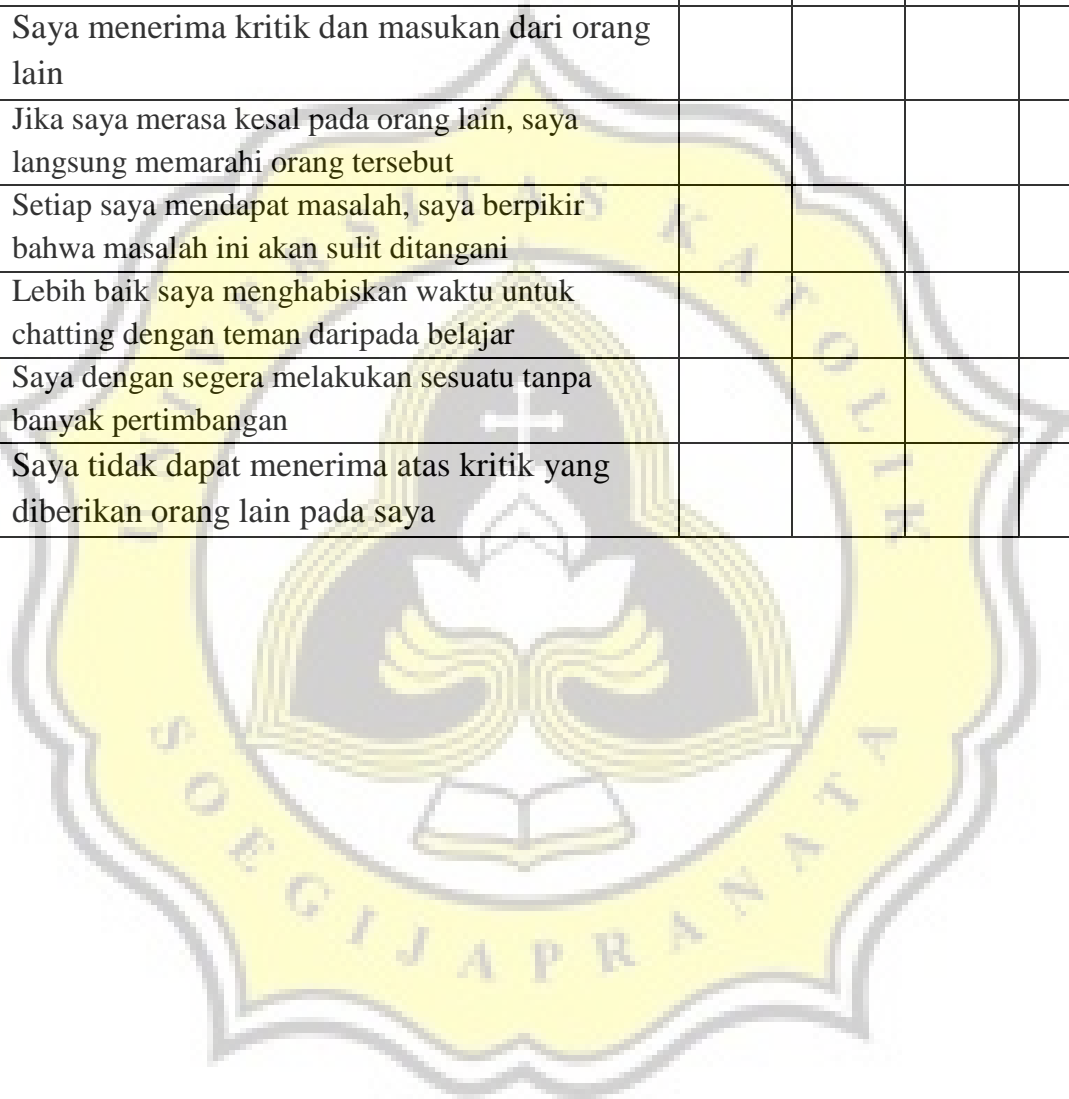 Saya menerima kritik dan masukan dari orang
lain
Jika saya merasa kesal pada orang lain, saya
langsung memarahi orang tersebut
Setiap saya mendapat masalah, saya berpikir
bahwa masalah ini akan sulit ditangani
Lebih baik saya menghabiskan waktu untuk
chatting dengan teman daripada belajar
Saya dengan segera melakukan sesuatu tanpa
banyak pertimbangan
Saya tidak dapat menerima atas kritik yang
diberikan orang lain pada saya
UNIVERSITAS KATOLIK
SOEGIJAPRANATA